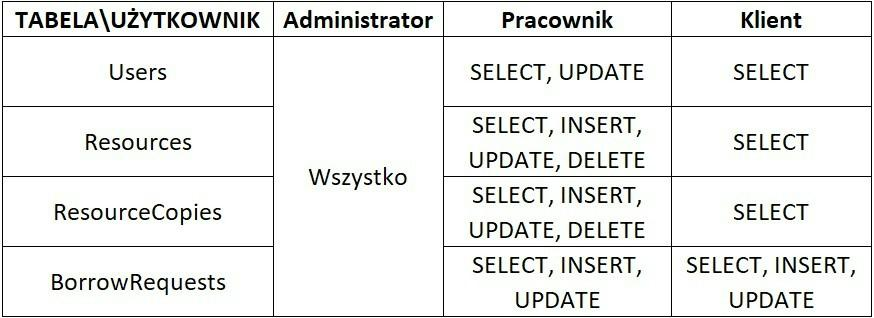 TABELA\UŻYTKOWNIK Administrator Pracownik Klient
Users SELECT, UPDATE SELECT
Resources SELECT, INSERT,
UPDATE, DELETE SELECT
Wszystko
ResourceCopies SELECT, INSERT,
UPDATE, DELETE SELECT
BorrowRequests SELECT, INSERT,
UPDATE SELECT, INSERT,
UPDATE